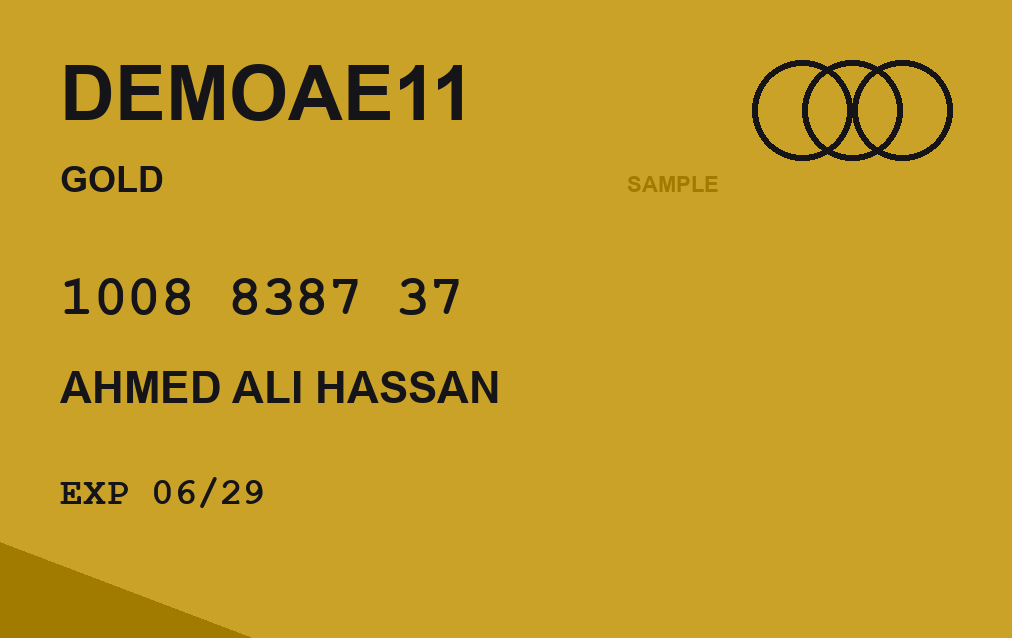 DEMOAE11
GOLD
SAMPLE
1008 8387 37
AHMED ALI HASSAN
EXP 06/29